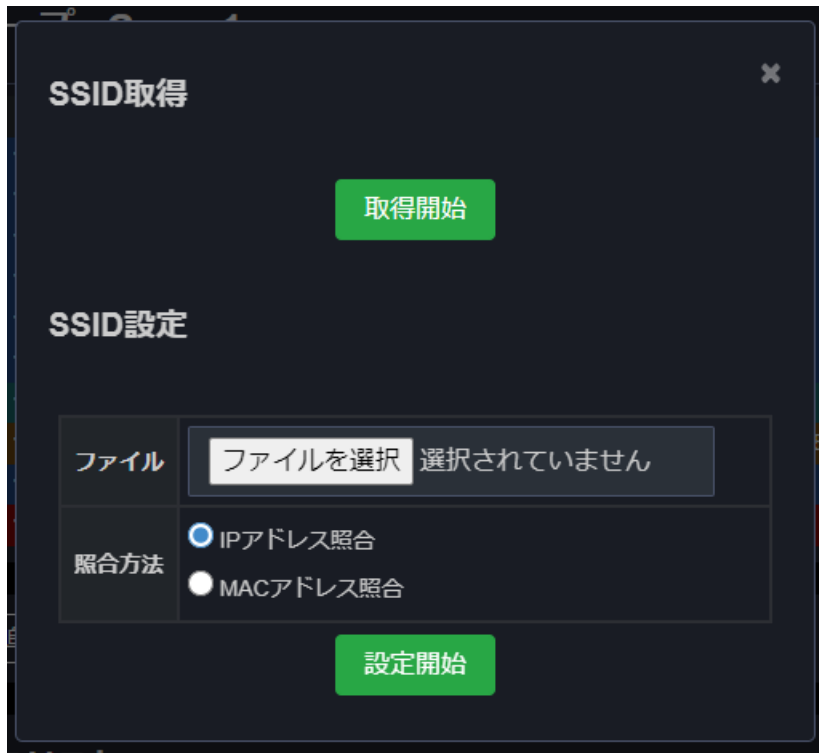 SSID取得
×
取得開始
SSID設定
ファイル
ファイルを選択 選択されていません
照合方法
IPアドレス照合
MACアドレス照合
設定開始